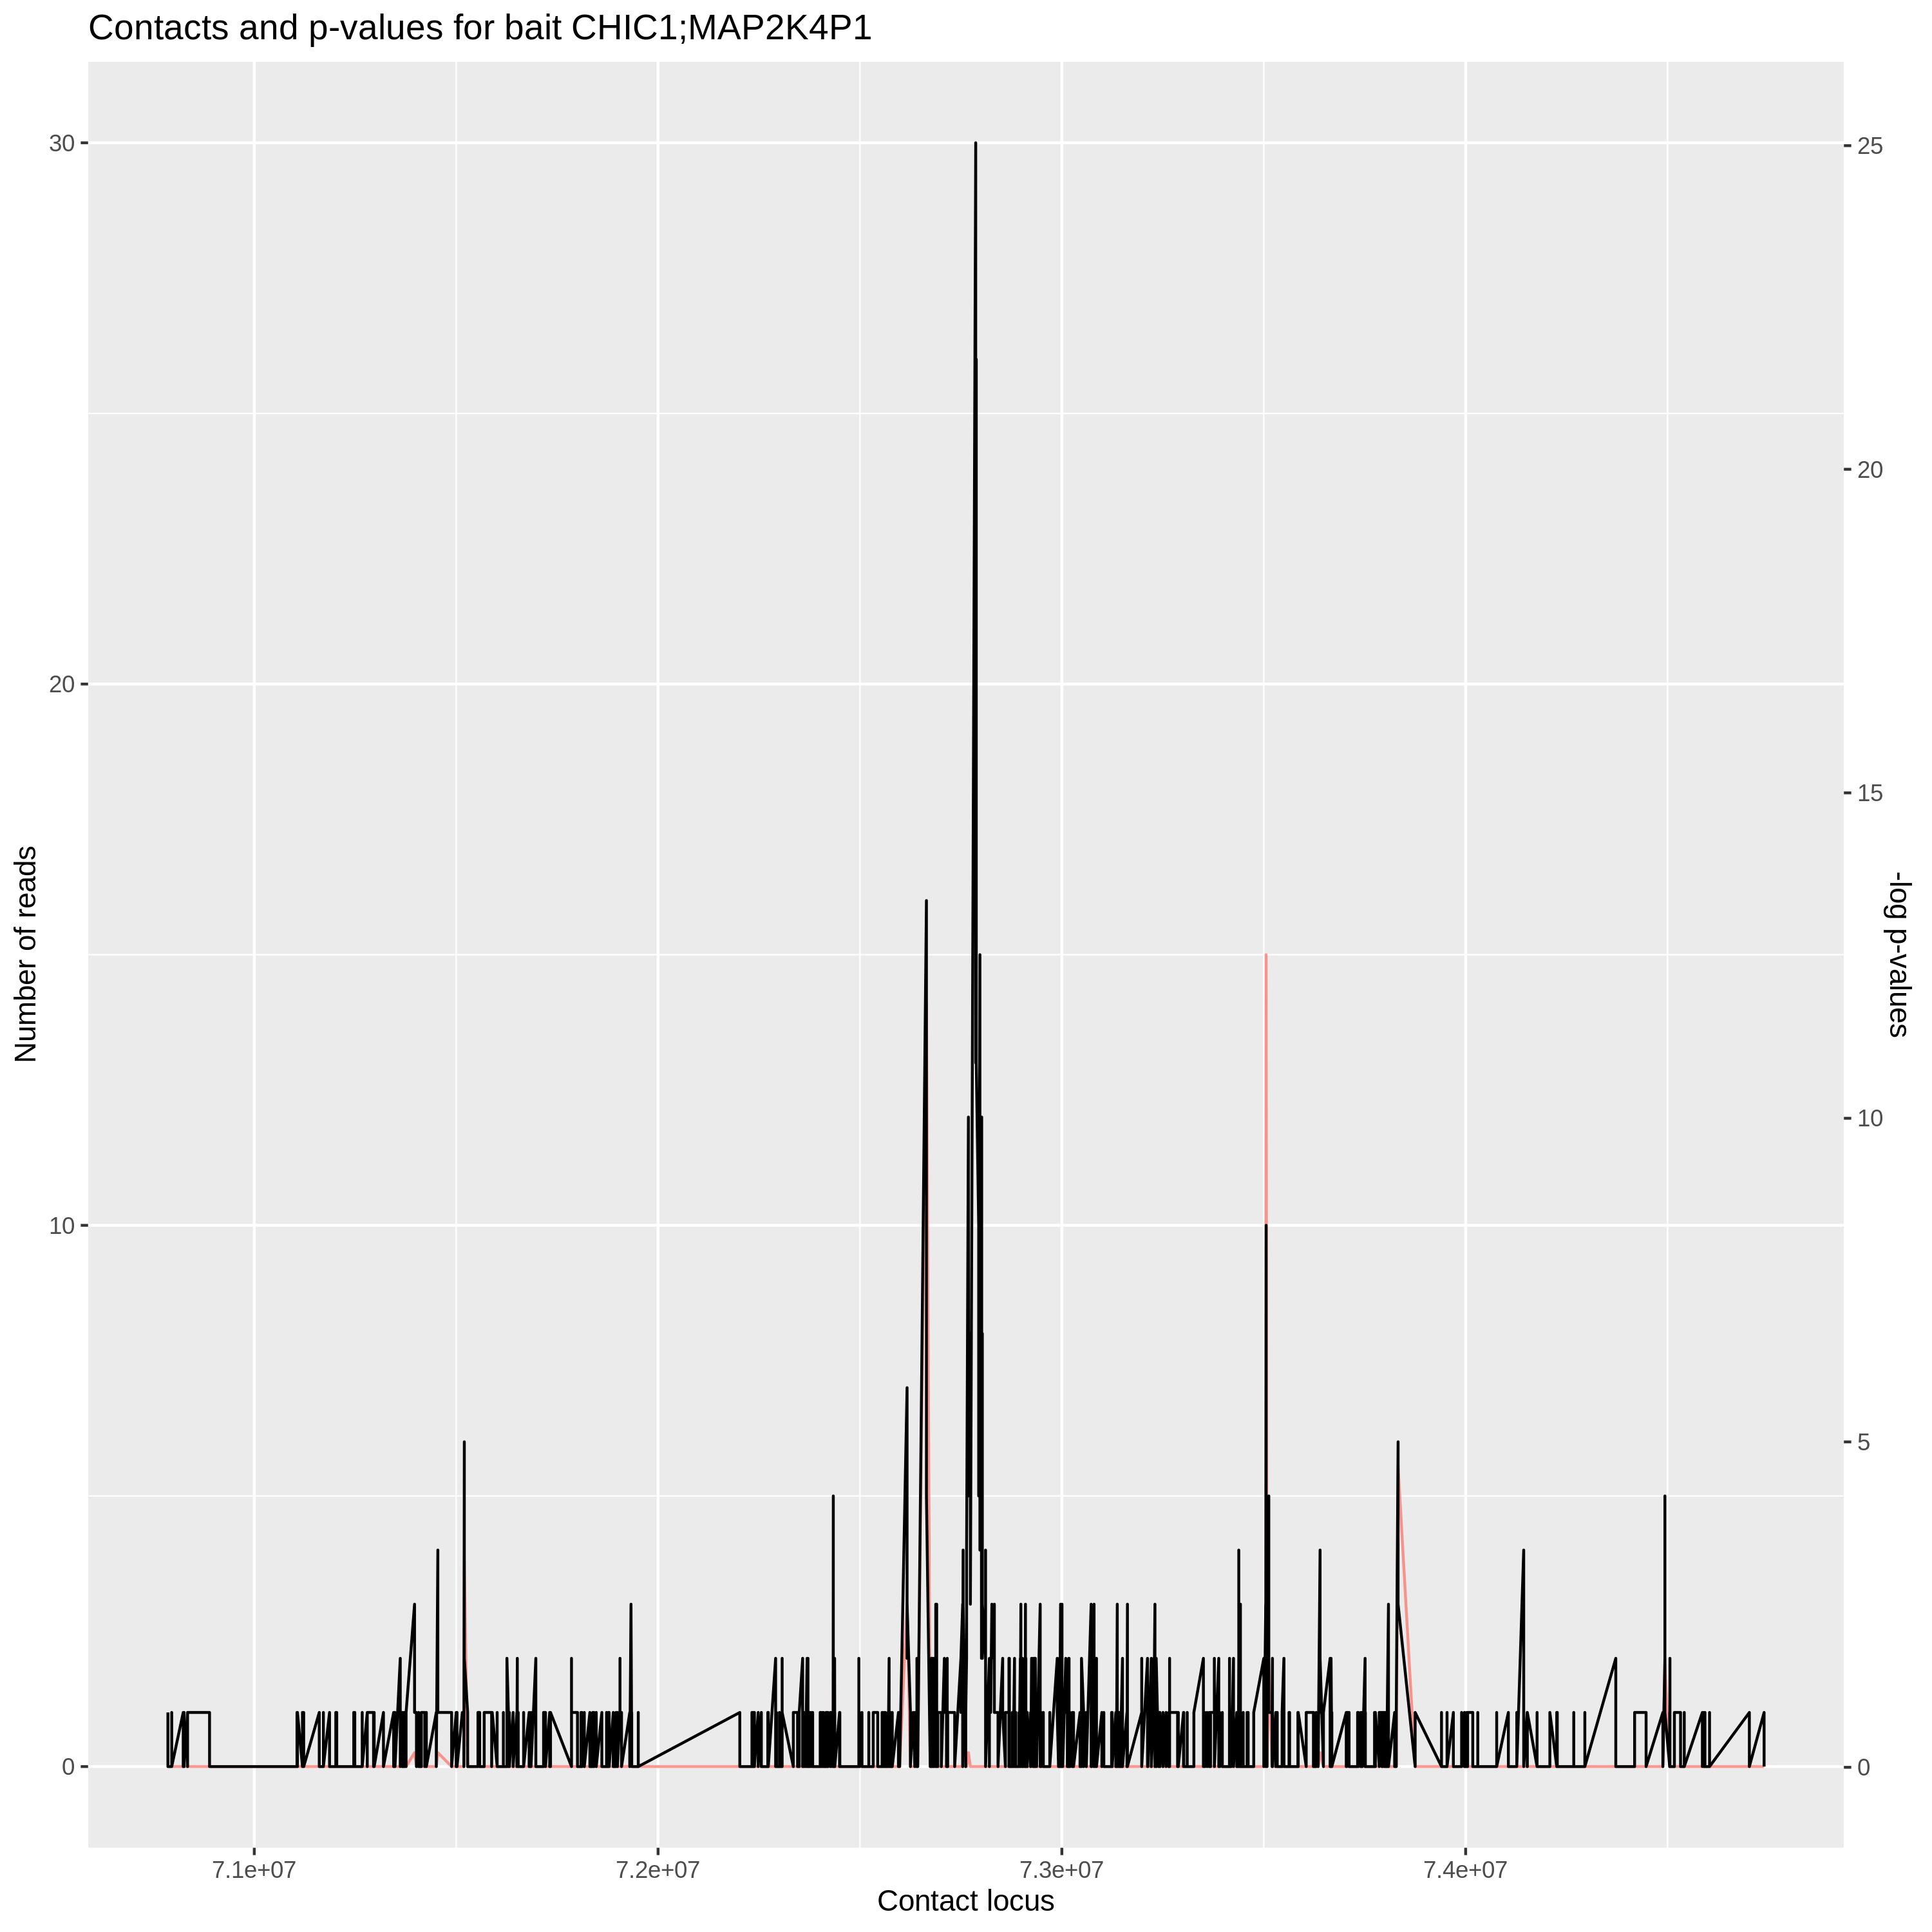 Contacts and p-values for bait CHIC1;MAP2K4P1
30
20
10
0
Number of reads
25
20
15
10
5
0
-log p-values
7.1e+07
7.2e+07
7.3e+07
7.4e+07
Contact locus